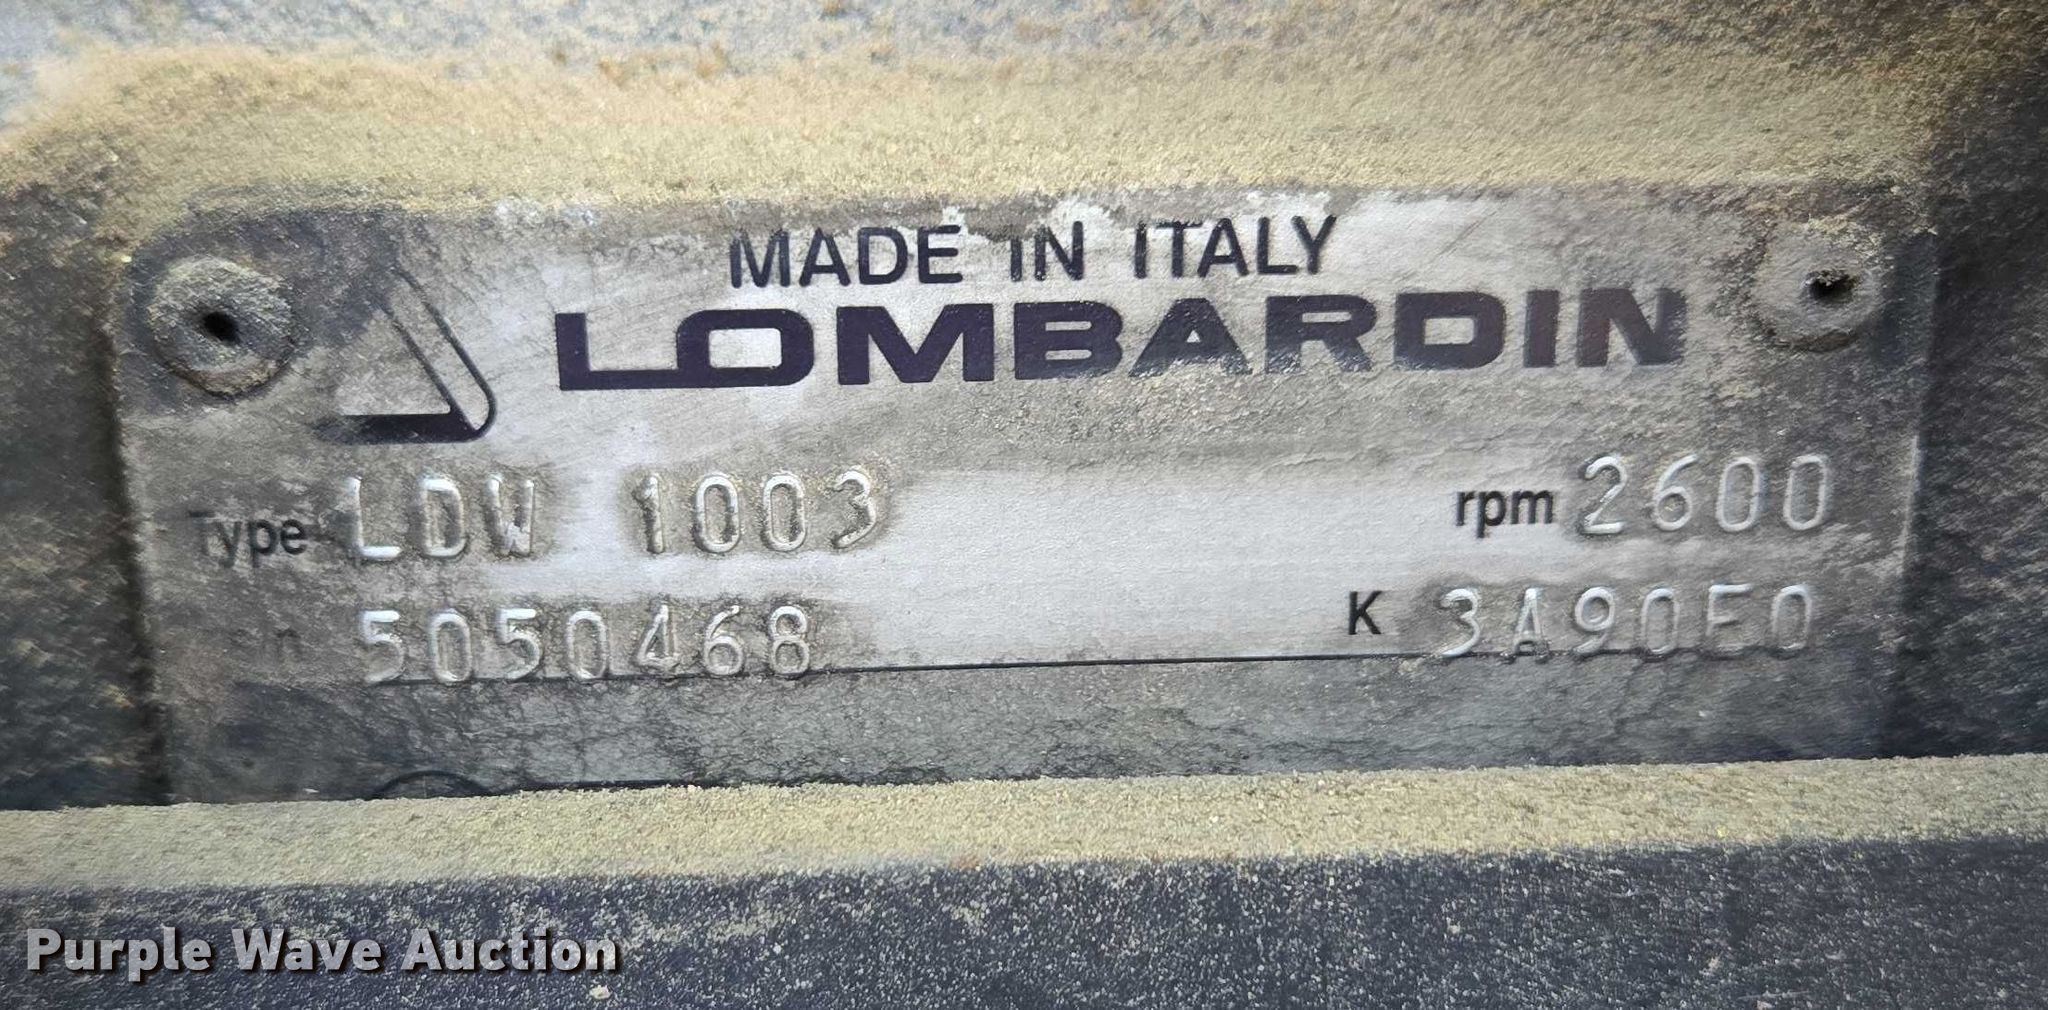 MADE IN ITALY
LOMBARDIN
Type LDW 1003 rpm 2600
n 5050468 K 3A90E0
Purple Wave Auction